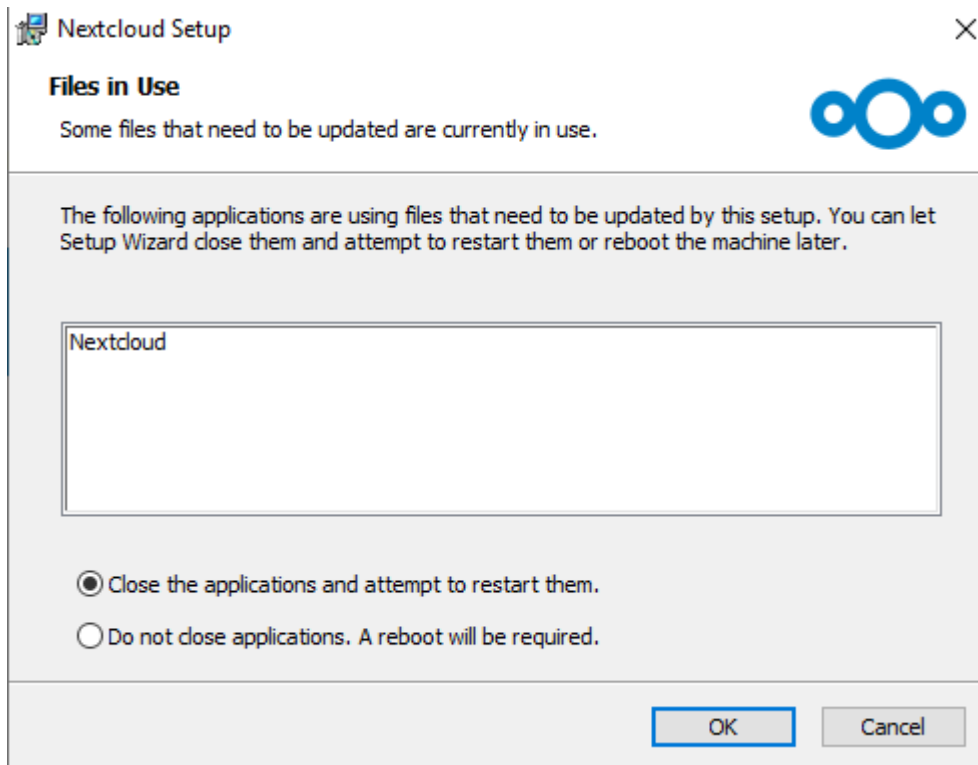 Nextcloud Setup
Files in Use
Some files that need to be updated are currently in use.
The following applications are using files that need to be updated by this setup. You can let
Setup Wizard close them and attempt to restart them or reboot the machine later.
Nextcloud
Close the applications and attempt to restart them.
Do not close applications. A reboot will be required.
OK
Cancel